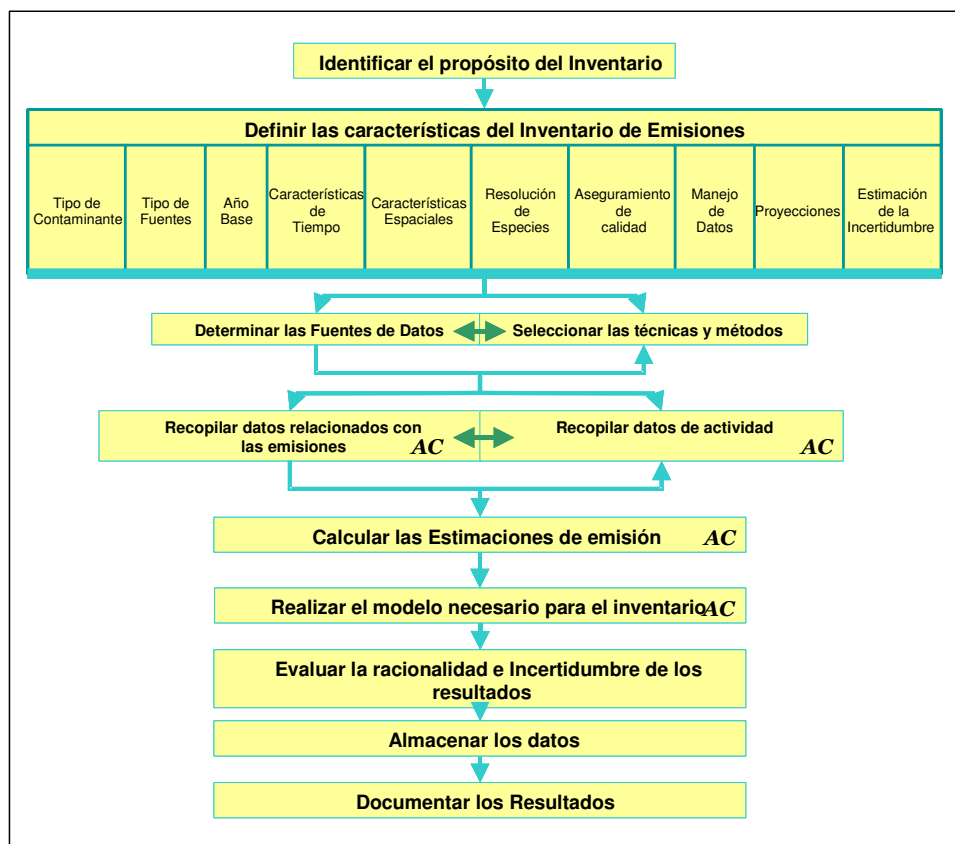 Identificar el propósito del Inventario
Definir las características del Inventario de Emisiones
Tipo de
Contaminante
Tipo de
Fuentes
Año
Base
Características
de
Tiempo
Características
Espaciales
Resolución
de
Especies
Aseguramiento
de
calidad
Manejo
de
Datos
Proyecciones
Estimación
de la
Incertidumbre
Determinar las Fuentes de Datos
Seleccionar las técnicas y métodos
Recopilar datos relacionados con
las emisiones
AC
Recopilar datos de actividad
AC
Calcular las Estimaciones de emisión
AC
Realizar el modelo necesario para el inventario
AC
Evaluar la racionalidad e Incertidumbre de los
resultados
Almacenar los datos
Documentar los Resultados